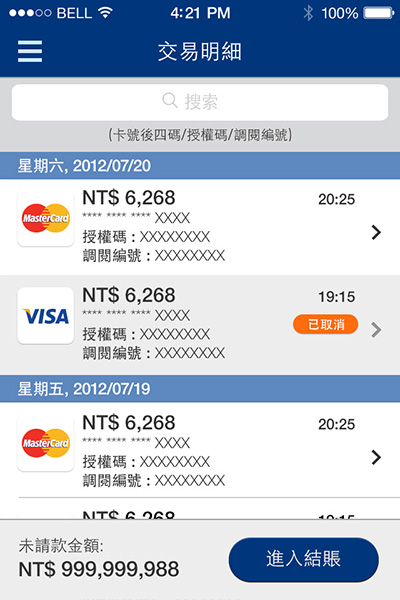 BELL 4:21 PM 100%
交易明細
搜索
(卡號後四碼/授權碼/調閱編號)
星期六, 2012/07/20
MasterCard
NT$ 6,268 20:25
**** **** **** XXXX
授權碼 : XXXXXXXX
調閱編號 : XXXXXXXX
VISA
NT$ 6,268 19:15
**** **** **** XXXX
已取消
授權碼 : XXXXXXXX
調閱編號 : XXXXXXXX
星期五, 2012/07/19
MasterCard
NT$ 6,268 20:25
**** **** **** XXXX
授權碼 : XXXXXXXX
調閱編號 : XXXXXXXX
NT$ 6,268 19:15
未請款金額:
NT$ 999,999,988
進入結賬